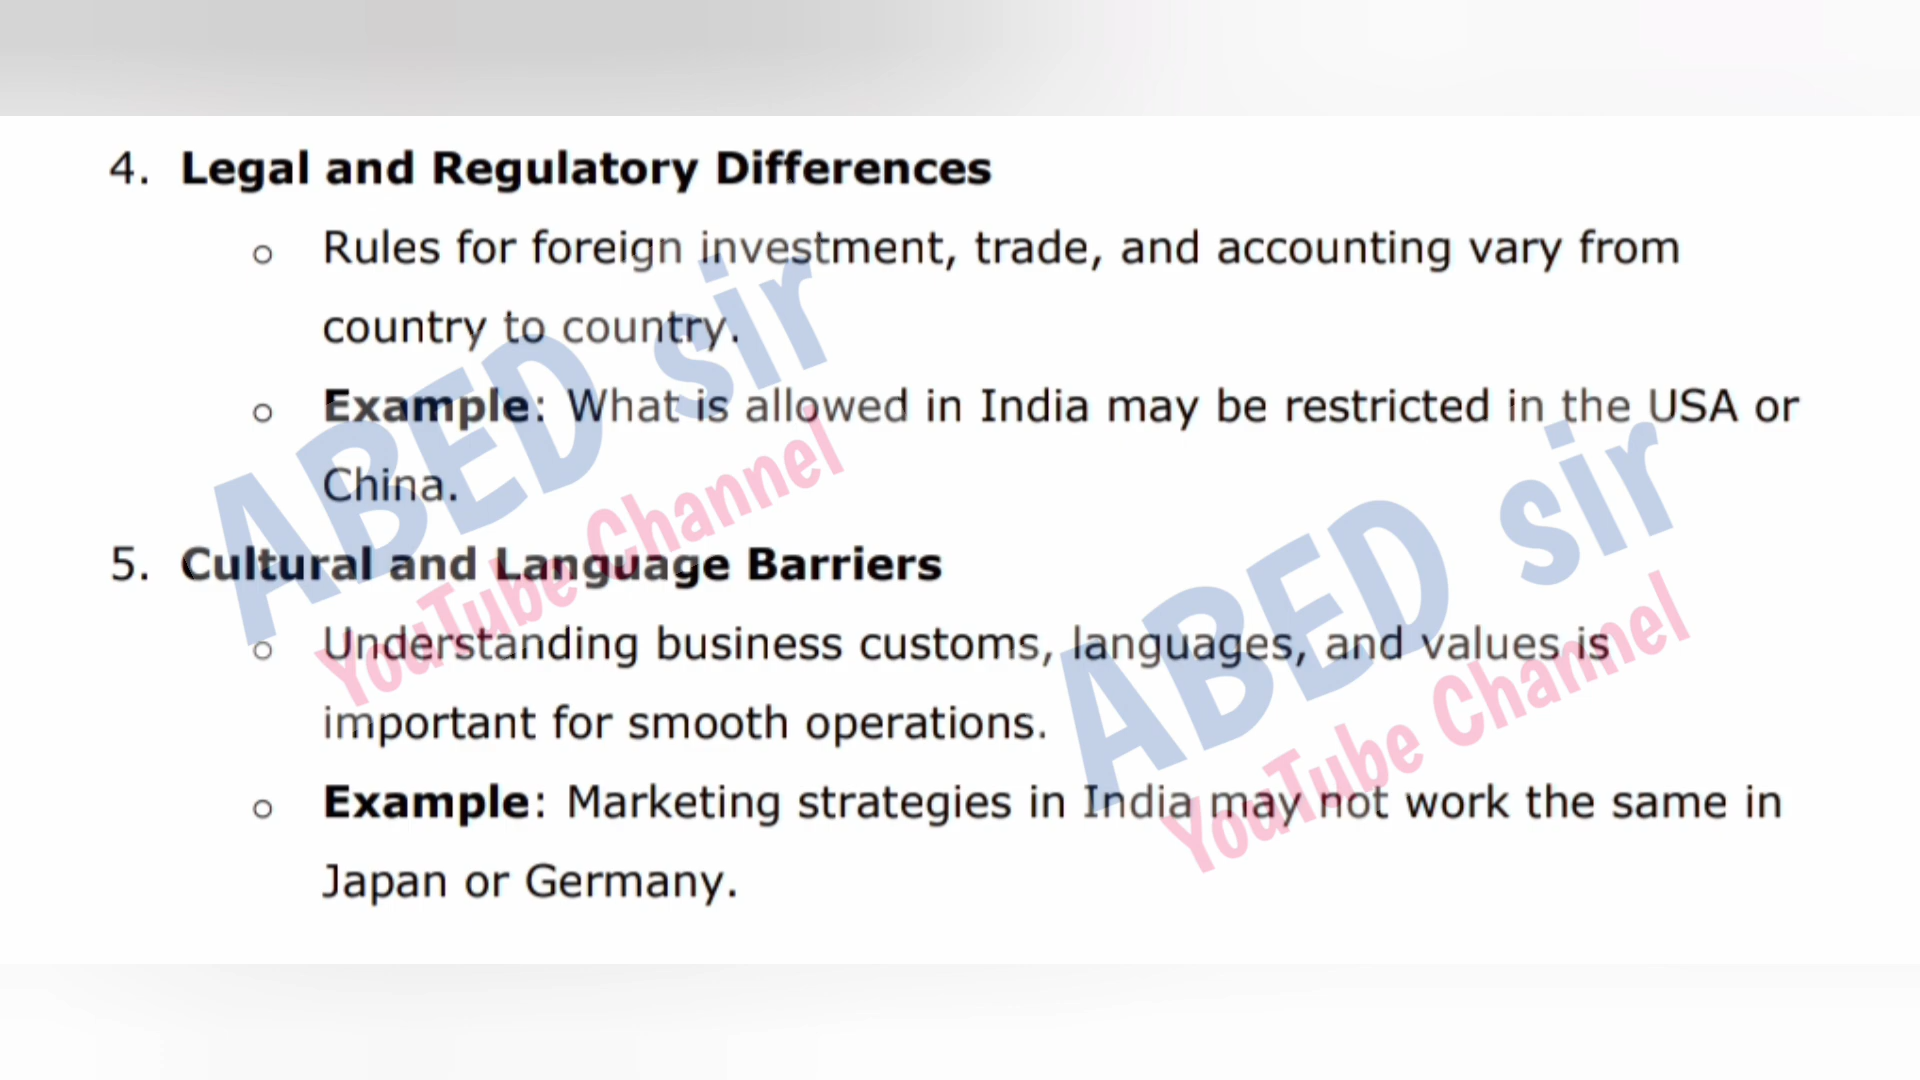 4. Legal and Regulatory Differences
o Rules for foreign investment, trade, and accounting vary from
country to country.
o Example: What is allowed in India may be restricted in the USA or
China.
5. Cultural and Language Barriers
o Understanding business customs, languages, and values is
important for smooth operations.
o Example: Marketing strategies in India may not work the same in
Japan or Germany.
ABED sir
YouTube Channel
ABED sir
YouTube Channel